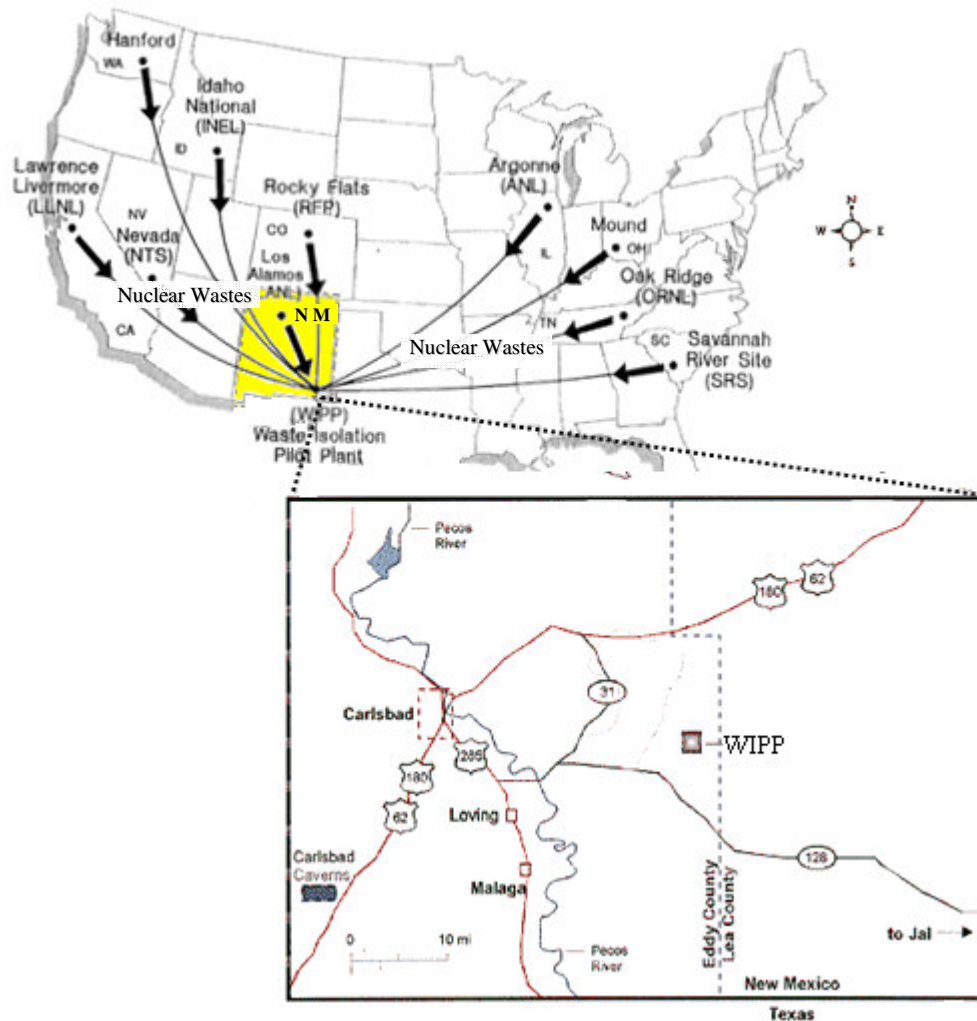 Hanford
WA
Idaho
National
(INEL)
ID
Lawrence
Livermore
(LLNL)
NV
Nevada
(NTS)
Rocky Flats
(RFP)
CO
Los
Alamos
ANL)
Argonne
(ANL)
IL
Mound
OH
Oak Ridge
(ORNL)
TN
SC
Savannah
River Site
(SRS)
N
W
E
S
Nuclear Wastes
N M
Nuclear Wastes
CA
(WIPP)
Waste Isolation
Pilot Plant
Pecos
River
180
62
31
Carlsbad
WIPP
285
180
62
Loving
Carlsbad
Caverns
Malaga
128
0
10 mi
Pecos
River
Eddy County
Lea County
to Jal
New Mexico
Texas